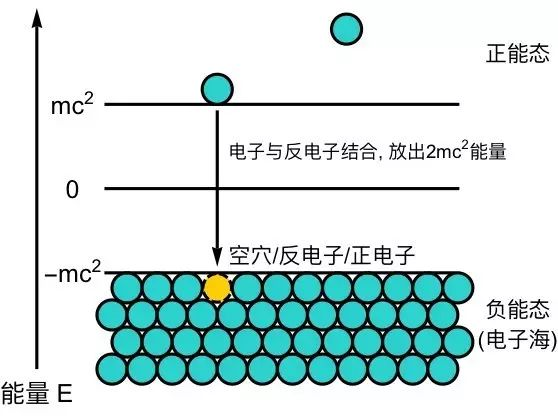 正能态
mc²
电子与反电子结合, 放出2mc²能量
0
空穴/反电子/正电子
−mc²
负能态
(电子海)
能量 E